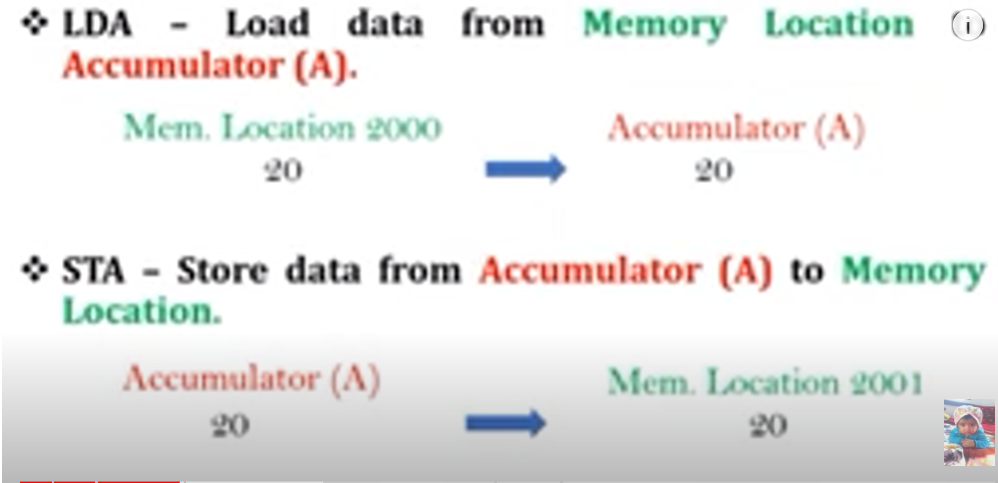 ❖ LDA – Load data from Memory Location
Accumulator (A).
Mem. Location 2000 Accumulator (A)
20 20
❖ STA – Store data from Accumulator (A) to Memory
Location.
Accumulator (A) Mem. Location 2001
20 20